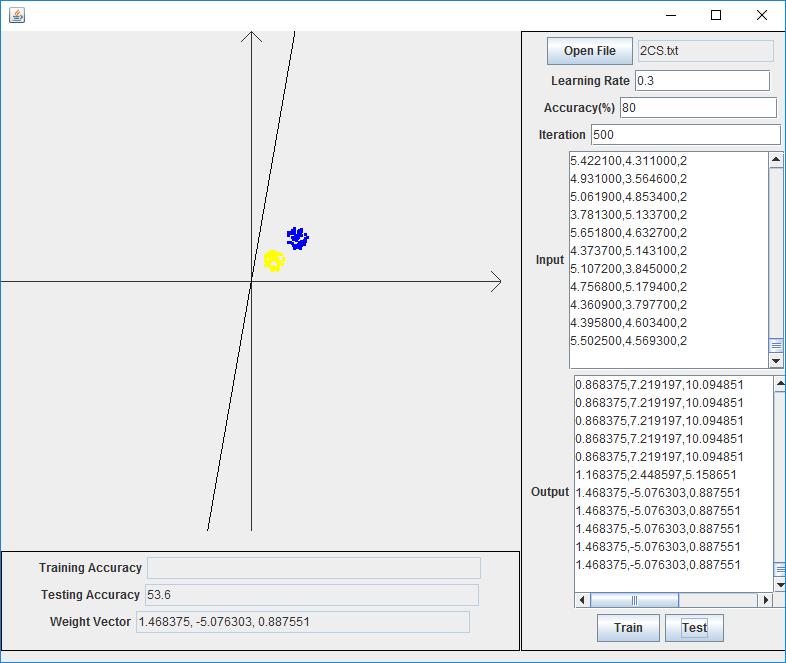 Open File 2CS.txt
Learning Rate 0.3
Accuracy(%) 80
Iteration 500
Input
5.422100,4.311000,2
4.931000,3.564600,2
5.061900,4.853400,2
3.781300,5.133700,2
5.651800,4.632700,2
4.373700,5.143100,2
5.107200,3.845000,2
4.756800,5.179400,2
4.360900,3.797700,2
4.395800,4.603400,2
5.502500,4.569300,2
Output
0.868375,7.219197,10.094851
0.868375,7.219197,10.094851
0.868375,7.219197,10.094851
0.868375,7.219197,10.094851
0.868375,7.219197,10.094851
1.168375,2.448597,5.158651
1.468375,-5.076303,0.887551
1.468375,-5.076303,0.887551
1.468375,-5.076303,0.887551
1.468375,-5.076303,0.887551
1.468375,-5.076303,0.887551
Train Test
Training Accuracy
Testing Accuracy 53.6
Weight Vector 1.468375, -5.076303, 0.887551